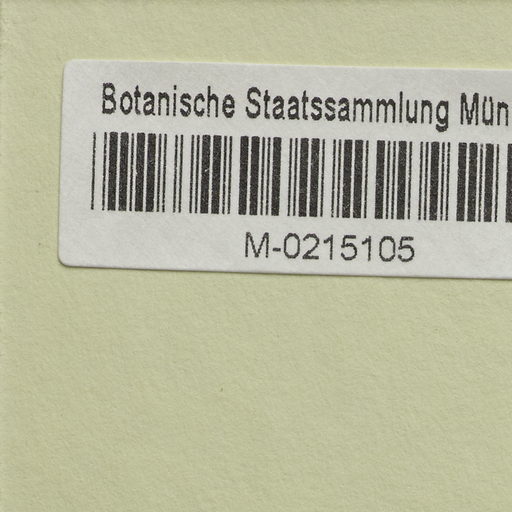 Botanische Staatssammlung Mün
M-0215105